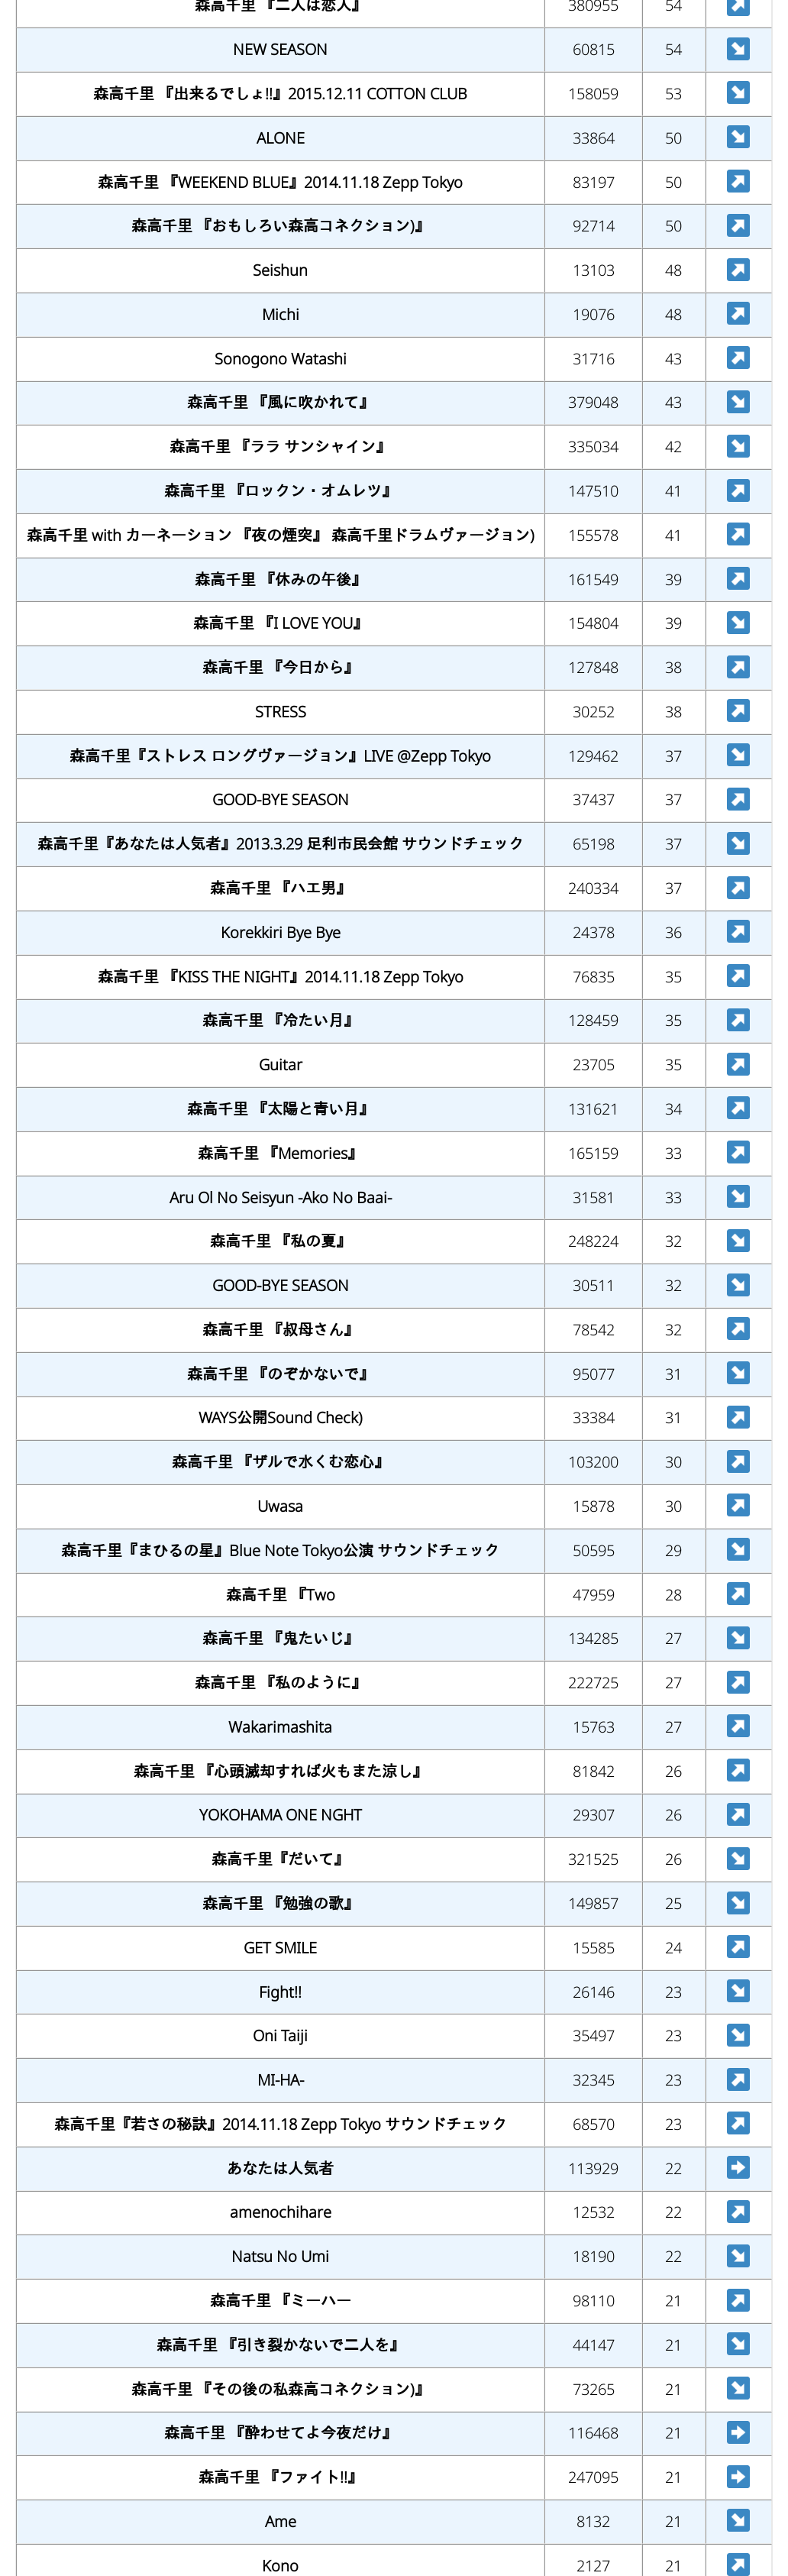 森高千里 『二人は恋人』 380955 54
NEW SEASON 60815 54
森高千里 『出来るでしょ!!』2015.12.11 COTTON CLUB 158059 53
ALONE 33864 50
森高千里 『WEEKEND BLUE』2014.11.18 Zepp Tokyo 83197 50
森高千里 『おもしろい森高コネクション)』 92714 50
Seishun 13103 48
Michi 19076 48
Sonogono Watashi 31716 43
森高千里 『風に吹かれて』 379048 43
森高千里 『ララ サンシャイン』 335034 42
森高千里 『ロックン・オムレツ』 147510 41
森高千里 with カーネーション 『夜の煙突』 森高千里ドラムヴァージョン) 155578 41
森高千里 『休みの午後』 161549 39
森高千里 『I LOVE YOU』 154804 39
森高千里 『今日から』 127848 38
STRESS 30252 38
森高千里『ストレス ロングヴァージョン』LIVE @Zepp Tokyo 129462 37
GOOD-BYE SEASON 37437 37
森高千里『あなたは人気者』2013.3.29 足利市民会館 サウンドチェック 65198 37
森高千里 『ハエ男』 240334 37
Korekkiri Bye Bye 24378 36
森高千里 『KISS THE NIGHT』2014.11.18 Zepp Tokyo 76835 35
森高千里 『冷たい月』 128459 35
Guitar 23705 35
森高千里 『太陽と青い月』 131621 34
森高千里 『Memories』 165159 33
Aru Ol No Seisyun -Ako No Baai- 31581 33
森高千里 『私の夏』 248224 32
GOOD-BYE SEASON 30511 32
森高千里 『叔母さん』 78542 32
森高千里 『のぞかないで』 95077 31
WAYS公開Sound Check) 33384 31
森高千里 『ザルで水くむ恋心』 103200 30
Uwasa 15878 30
森高千里『まひるの星』Blue Note Tokyo公演 サウンドチェック 50595 29
森高千里 『Two 47959 28
森高千里 『鬼たいじ』 134285 27
森高千里 『私のように』 222725 27
Wakarimashita 15763 27
森高千里 『心頭滅却すれば火もまた涼し』 81842 26
YOKOHAMA ONE NGHT 29307 26
森高千里『だいて』 321525 26
森高千里 『勉強の歌』 149857 25
GET SMILE 15585 24
Fight!! 26146 23
Oni Taiji 35497 23
MI-HA- 32345 23
森高千里『若さの秘訣』2014.11.18 Zepp Tokyo サウンドチェック 68570 23
あなたは人気者 113929 22
amenochihare 12532 22
Natsu No Umi 18190 22
森高千里 『ミーハー 98110 21
森高千里 『引き裂かないで二人を』 44147 21
森高千里 『その後の私森高コネクション)』 73265 21
森高千里 『酔わせてよ今夜だけ』 116468 21
森高千里 『ファイト!!』 247095 21
Ame 8132 21
Kono 2127 21